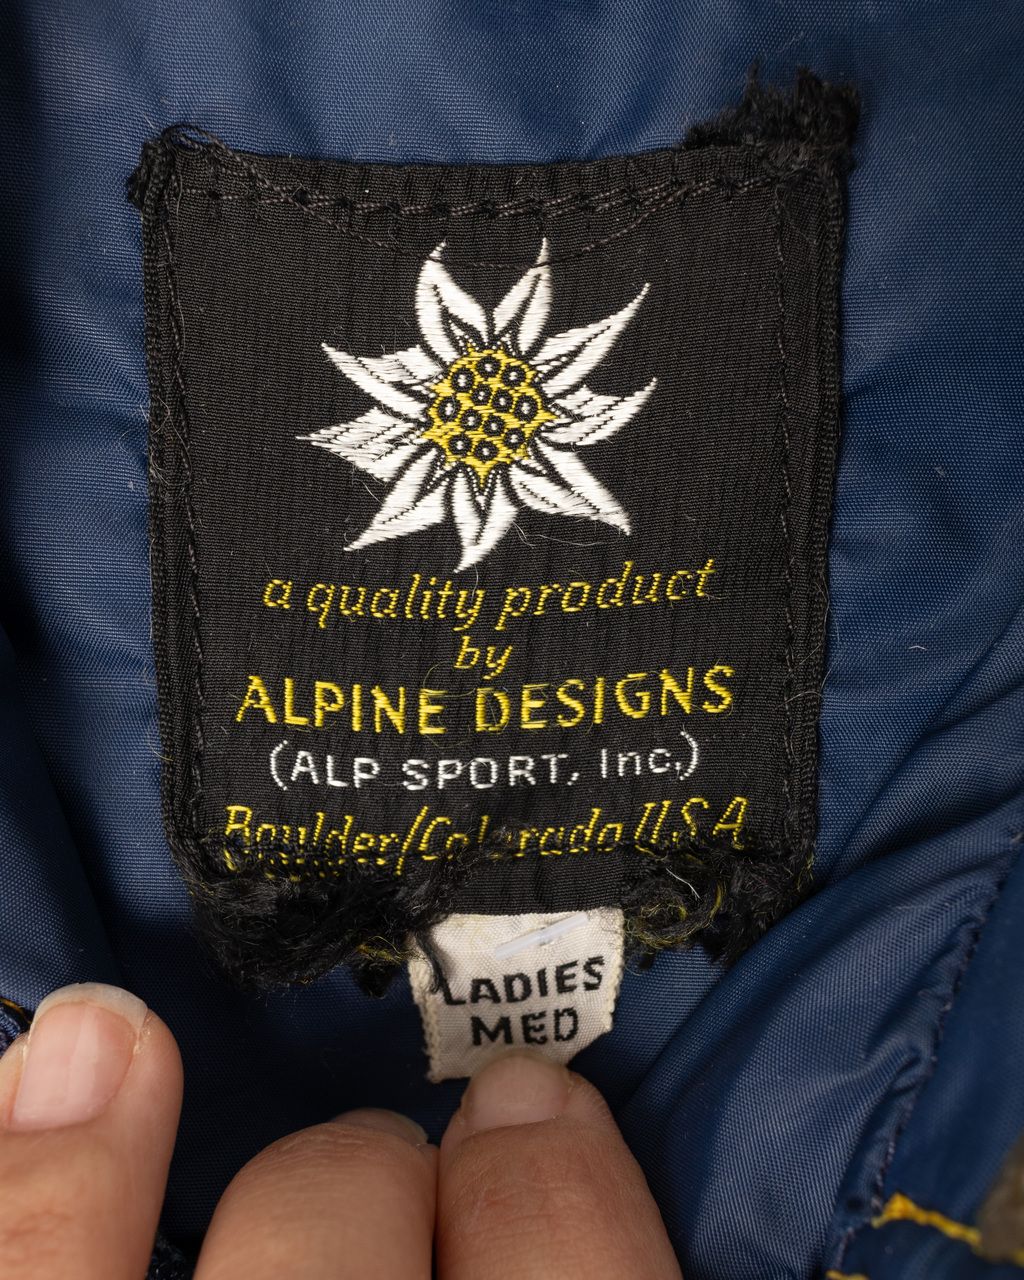 a quality product
by
ALPINE DESIGNS
(ALP SPORT, Inc.)
Boulder/Colorado U.S.A
LADIES
MED